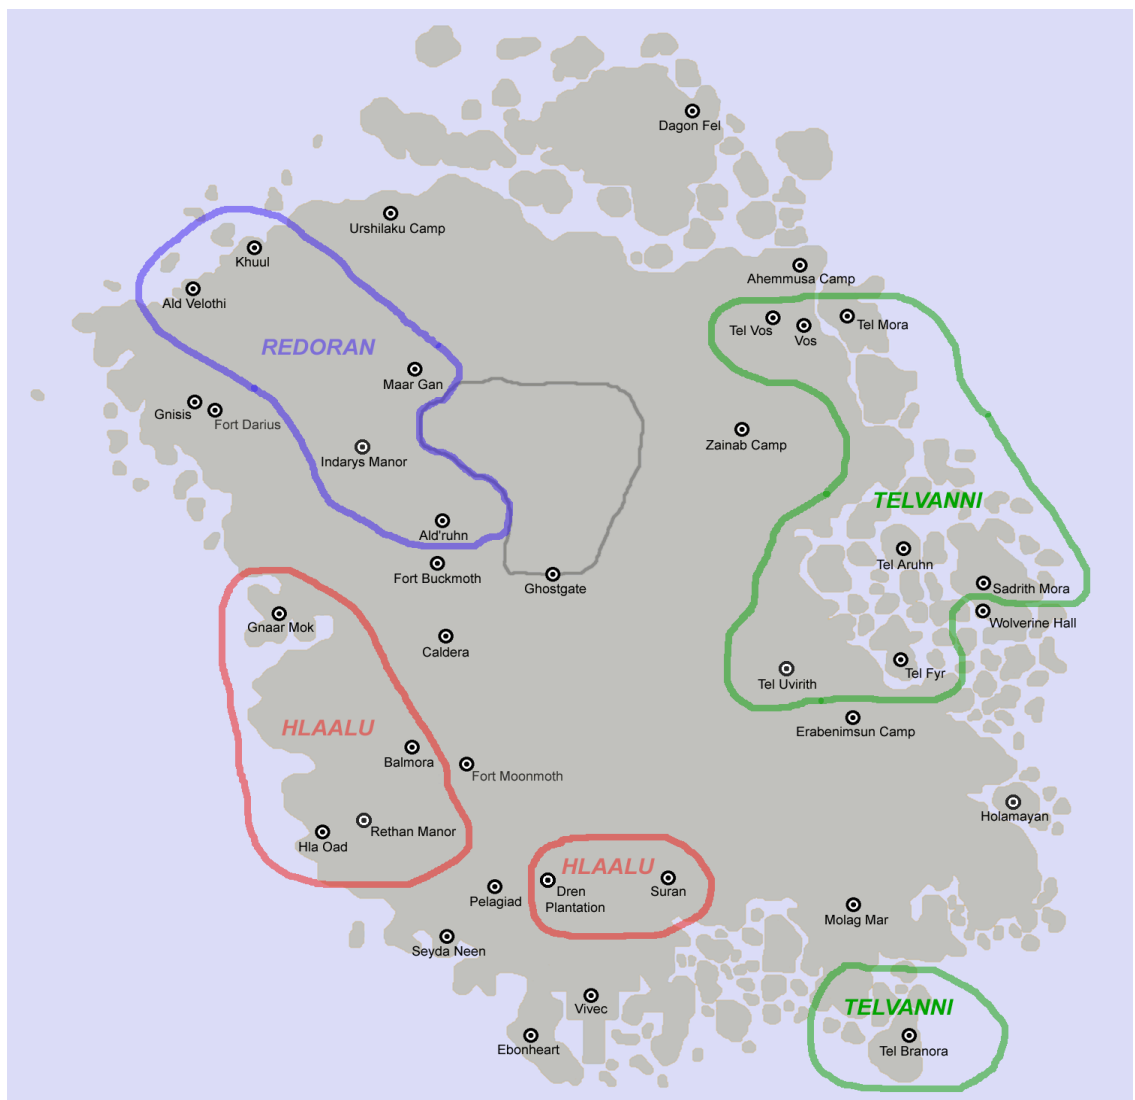 Dagon Fel
Urshilaku Camp
Khuul
Ahemmusa Camp
Ald Velothi
Tel Vos
Vos
Tel Mora
REDORAN
Maar Gan
Gnisis
Fort Darius
Zainab Camp
Indarys Manor
TELVANNI
Ald'ruhn
Tel Aruhn
Fort Buckmoth
Ghostgate
Sadrith Mora
Gnaar Mok
Wolverine Hall
Caldera
Tel Uvirith
Tel Fyr
HLAALU
Erabenimsun Camp
Balmora
Fort Moonmoth
Holamayan
Rethan Manor
Hla Oad
HLAALU
Dren
Plantation
Suran
Pelagiad
Molag Mar
Seyda Neen
Vivec
TELVANNI
Ebonheart
Tel Branora